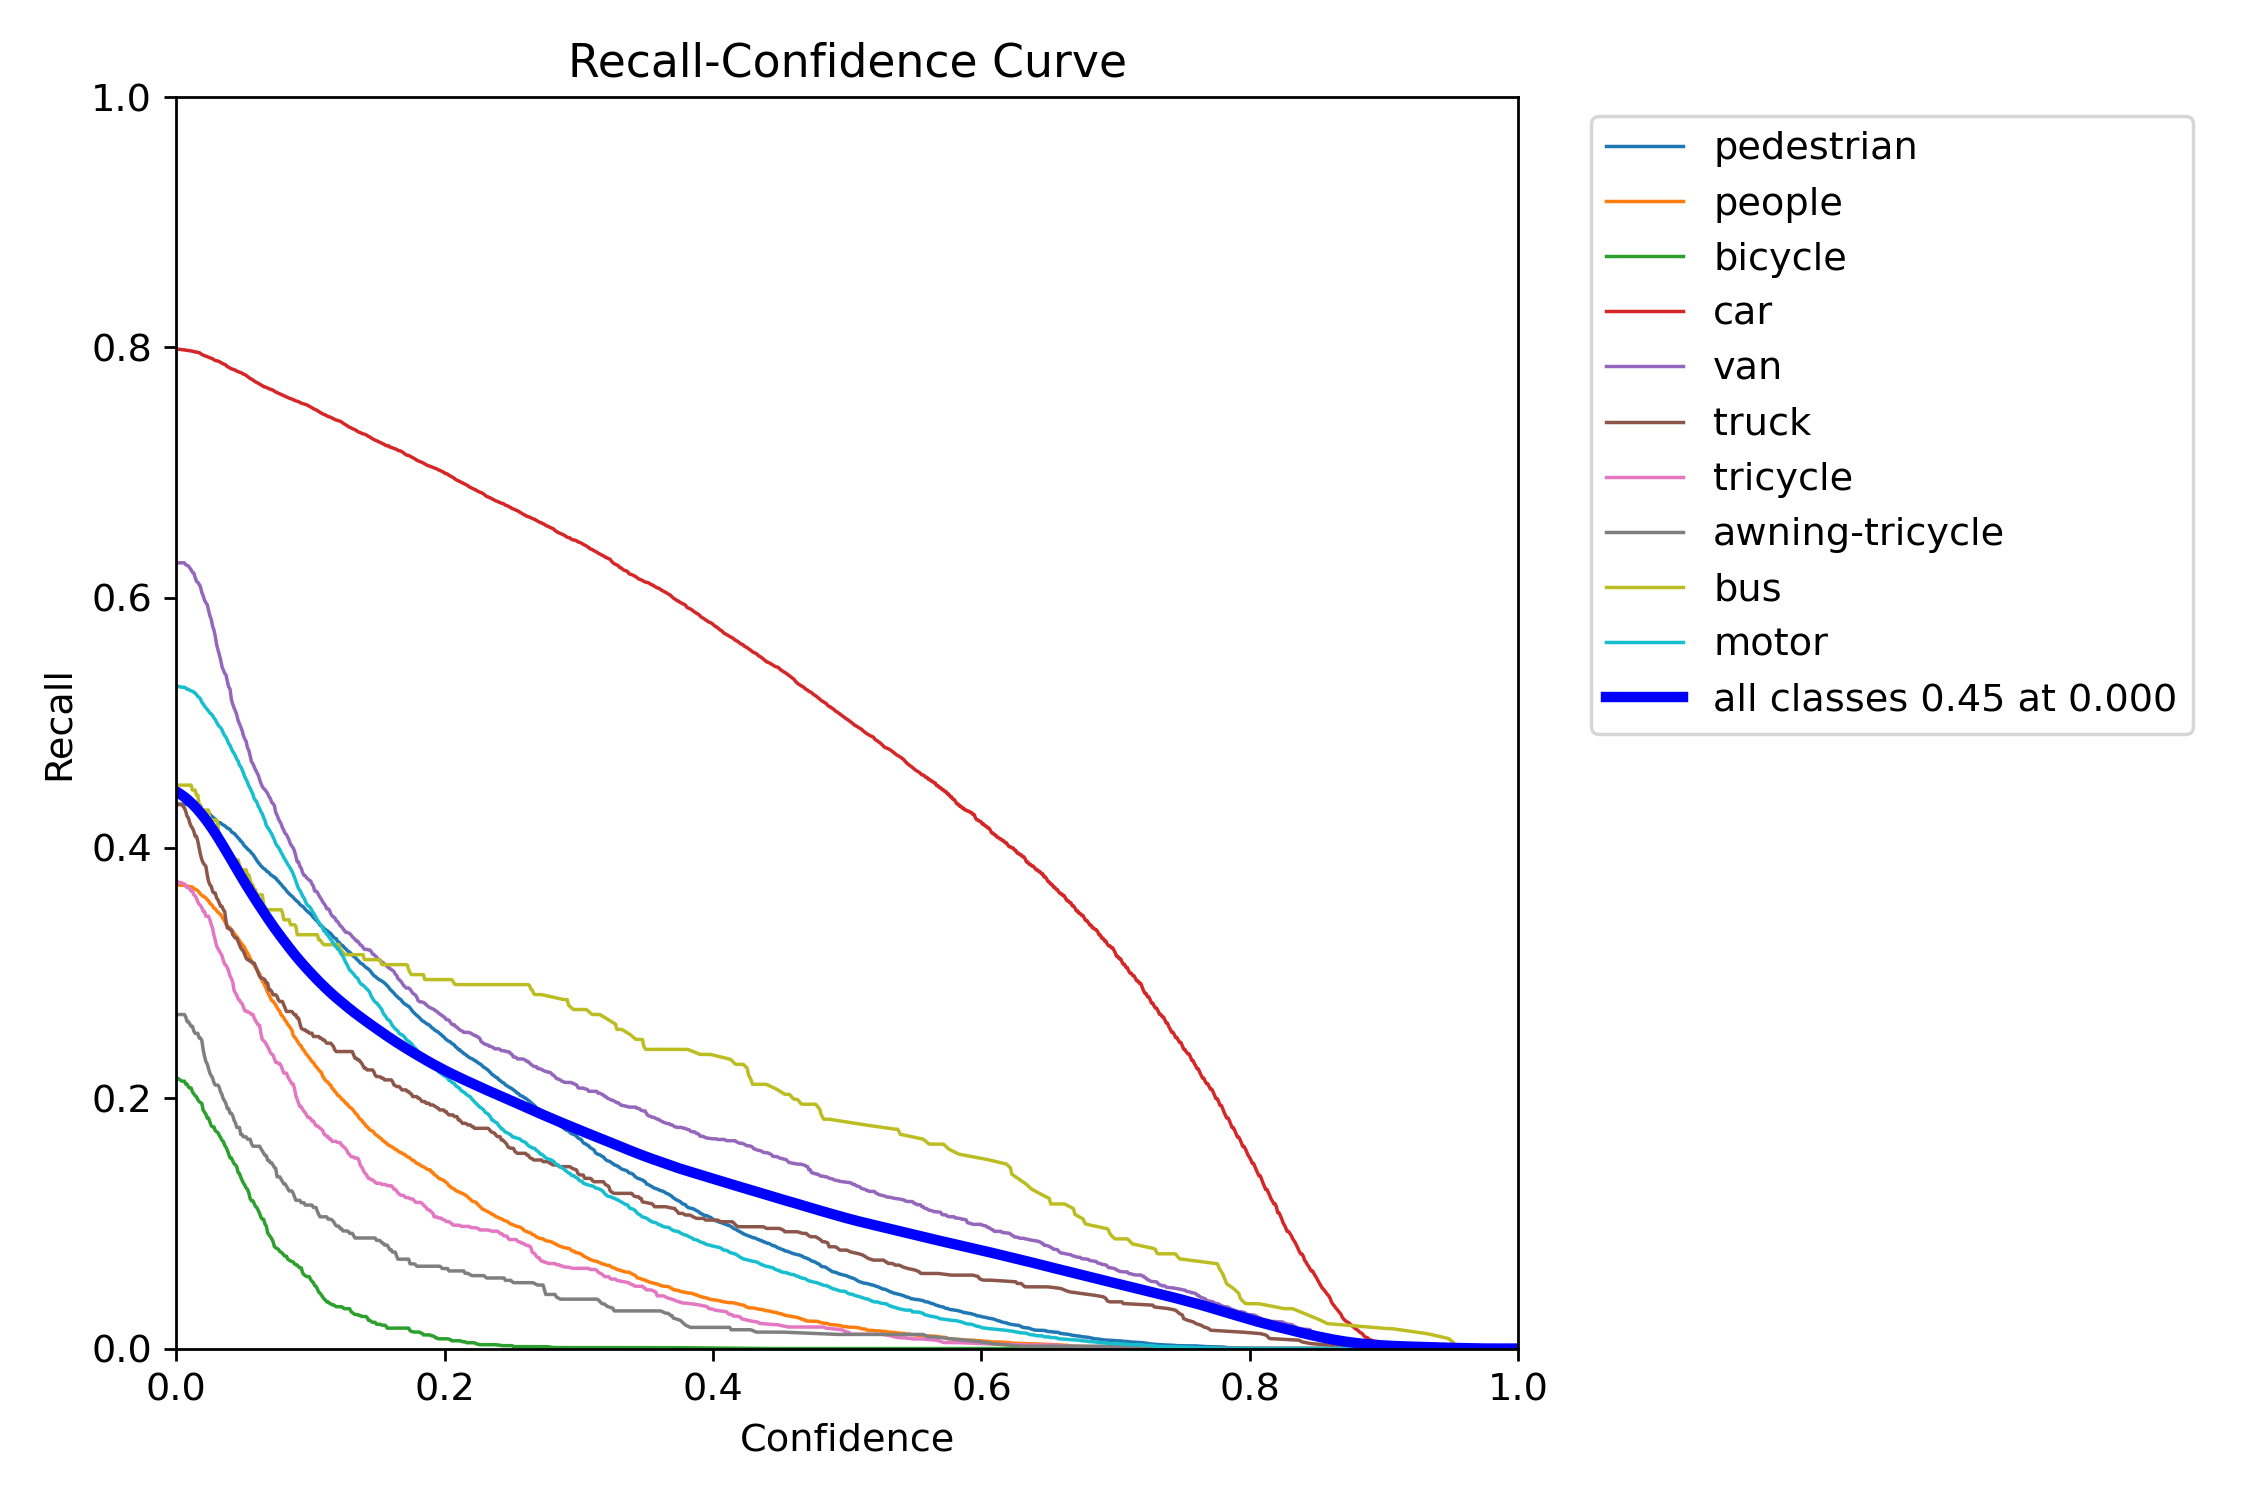 Recall-Confidence Curve
1.0
0.8
0.6
0.4
0.2
0.0
Recall
0.0 0.2 0.4 0.6 0.8 1.0
Confidence
pedestrian
people
bicycle
car
van
truck
tricycle
awning-tricycle
bus
motor
all classes 0.45 at 0.000